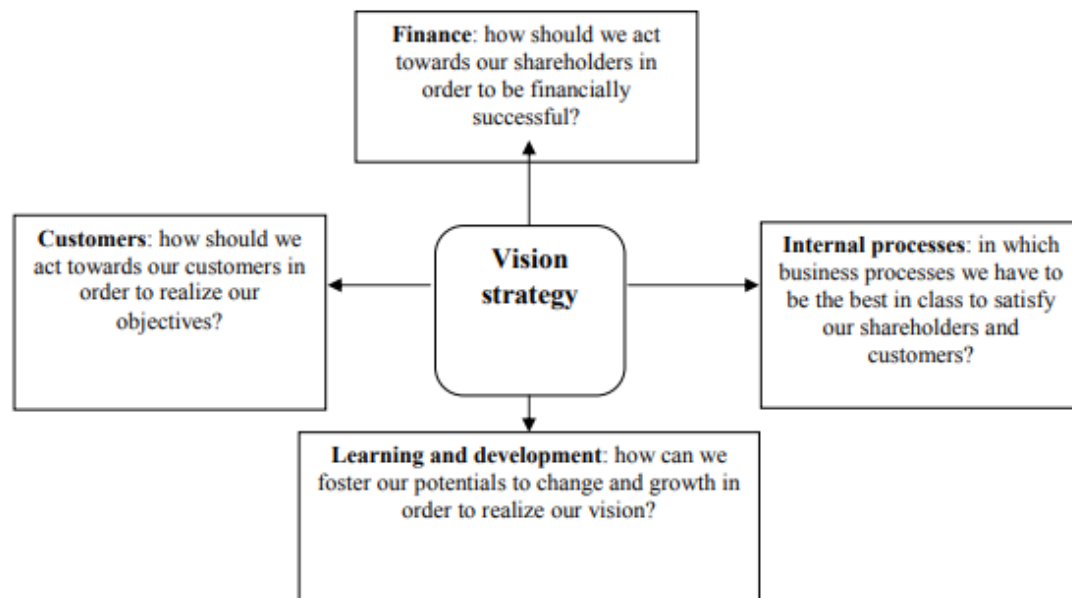 Finance: how should we act
towards our shareholders in
order to be financially
successful?
Customers: how should we
act towards our customers in
order to realize our
objectives?
Vision
strategy
Internal processes: in which
business processes we have to
be the best in class to satisfy
our shareholders and
customers?
Learning and development: how can we
foster our potentials to change and growth in
order to realize our vision?